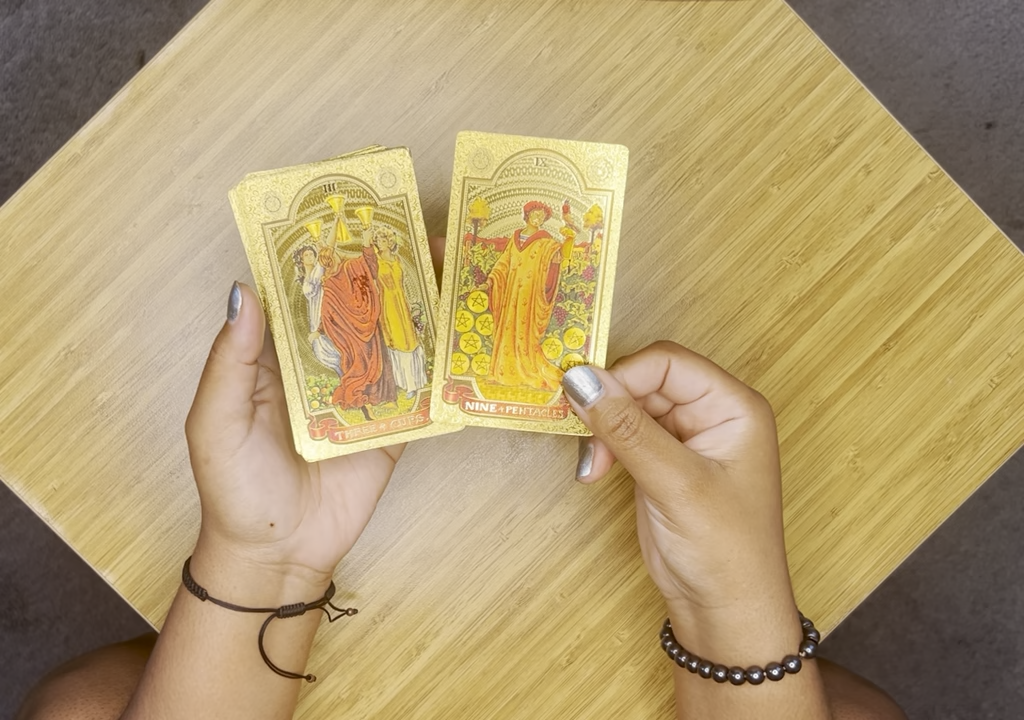 III
THREE of CUPS
IX
NINE of PENTACLES